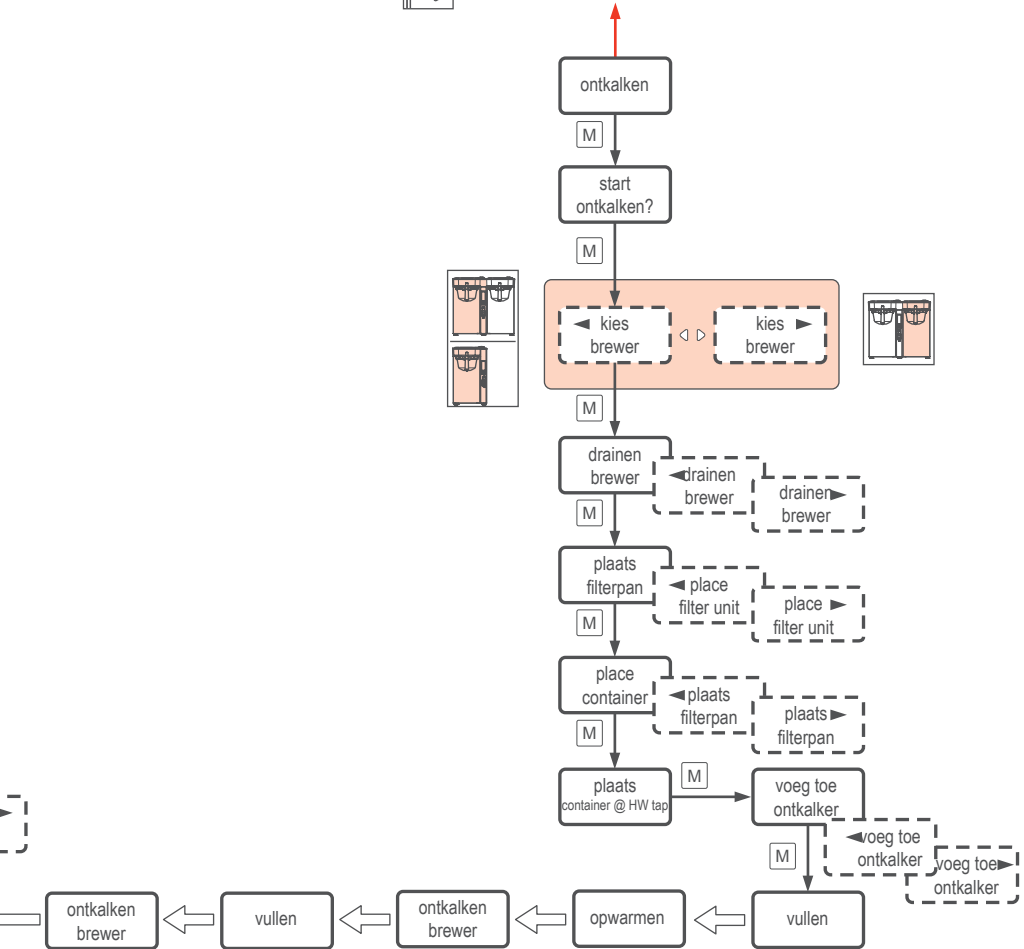 ontkalken
M
start
ontkalken?
M
kies
brewer
kies
brewer
M
drainen
brewer
drainen
brewer
drainen
brewer
M
plaats
filterpan
place
filter unit
place
filter unit
M
place
container
plaats
filterpan
plaats
filterpan
M
plaats
container @ HW tap
M
voeg toe
ontkalker
voeg toe
ontkalker
voeg toe
ontkalker
M
ontkalken
brewer
vullen
ontkalken
brewer
opwarmen
vullen